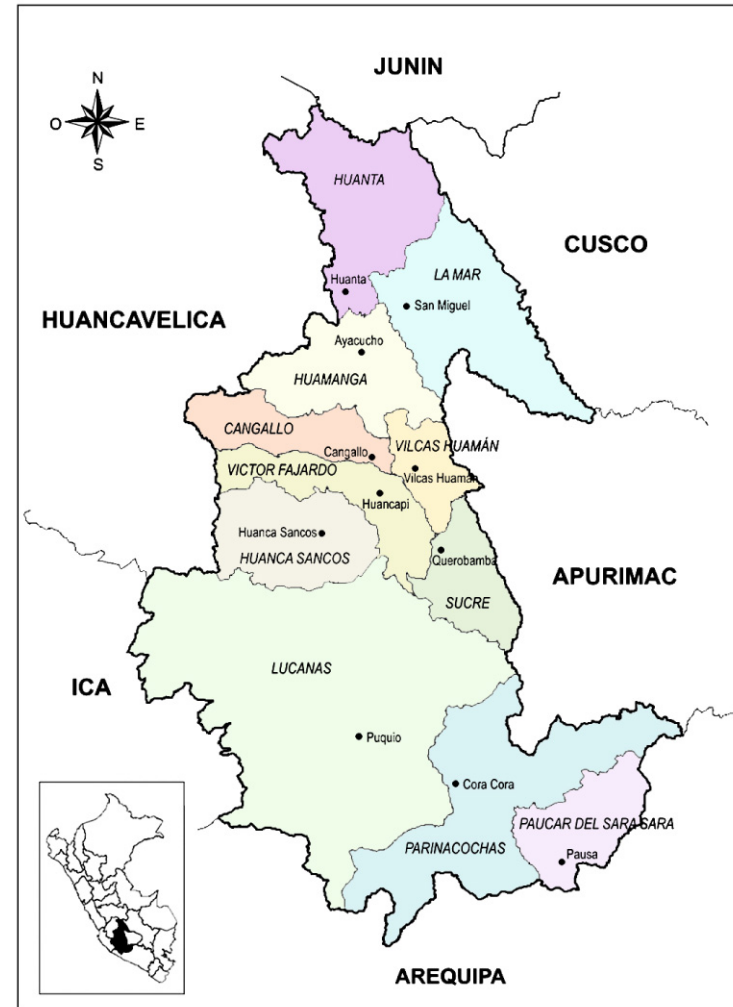 JUNIN
N
O
E
S
HUANTA
CUSCO
LA MAR
Huanta
San Miguel
HUANCAVELICA
Ayacucho
HUAMANGA
CANGALLO
VILCAS HUAMÁN
Cangallo
VICTOR FAJARDO
Vilcas Huamán
Huancapi
Huanca Sancos
HUANCA SANCOS
Querobamba
APURIMAC
SUCRE
LUCANAS
ICA
Puquio
Cora Cora
PAUCAR DEL SARA SARA
PARINACOCHAS
Pausa
AREQUIPA